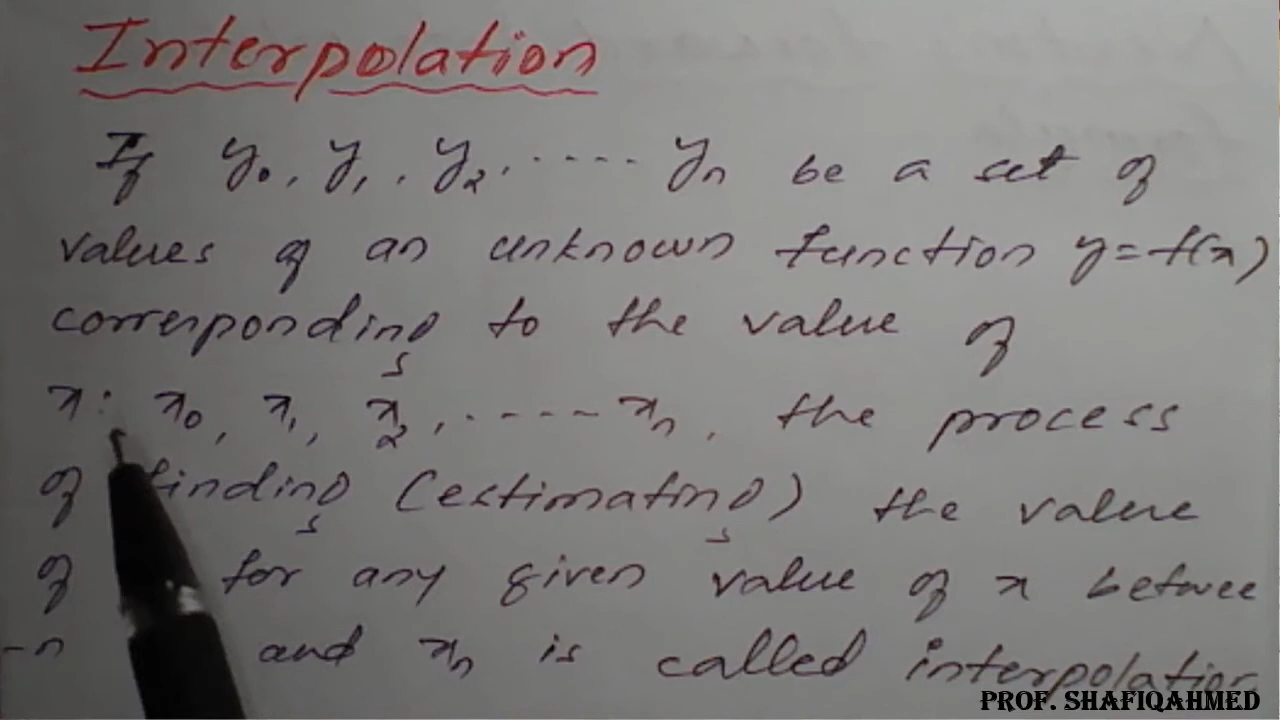 Interpolation
If y₀, y₁, y₂, ..... yₙ be a set of
values of an unknown function y=f(x)
corresponding to the value of
x: x₀, x₁, x₂, ..... xₙ, the process
of finding (estimating) the value
of for any given value of x betwee
-n and xₙ is called interpolation
PROF. SHAFIQAHMED